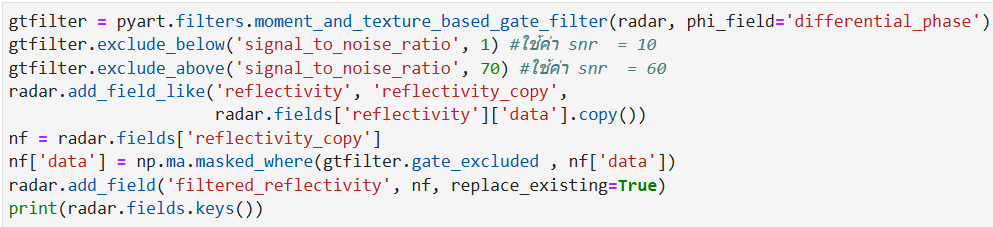 gtfilter = pyart.filters.moment_and_texture_based_gate_filter(radar, phi_field='differential_phase')
gtfilter.exclude_below('signal_to_noise_ratio', 1) #ใช้ค่า snr  = 10
gtfilter.exclude_above('signal_to_noise_ratio', 70) #ใช้ค่า snr  = 60
radar.add_field_like('reflectivity', 'reflectivity_copy',
                     radar.fields['reflectivity']['data'].copy())
nf = radar.fields['reflectivity_copy']
nf['data'] = np.ma.masked_where(gtfilter.gate_excluded , nf['data'])
radar.add_field('filtered_reflectivity', nf, replace_existing=True)
print(radar.fields.keys())